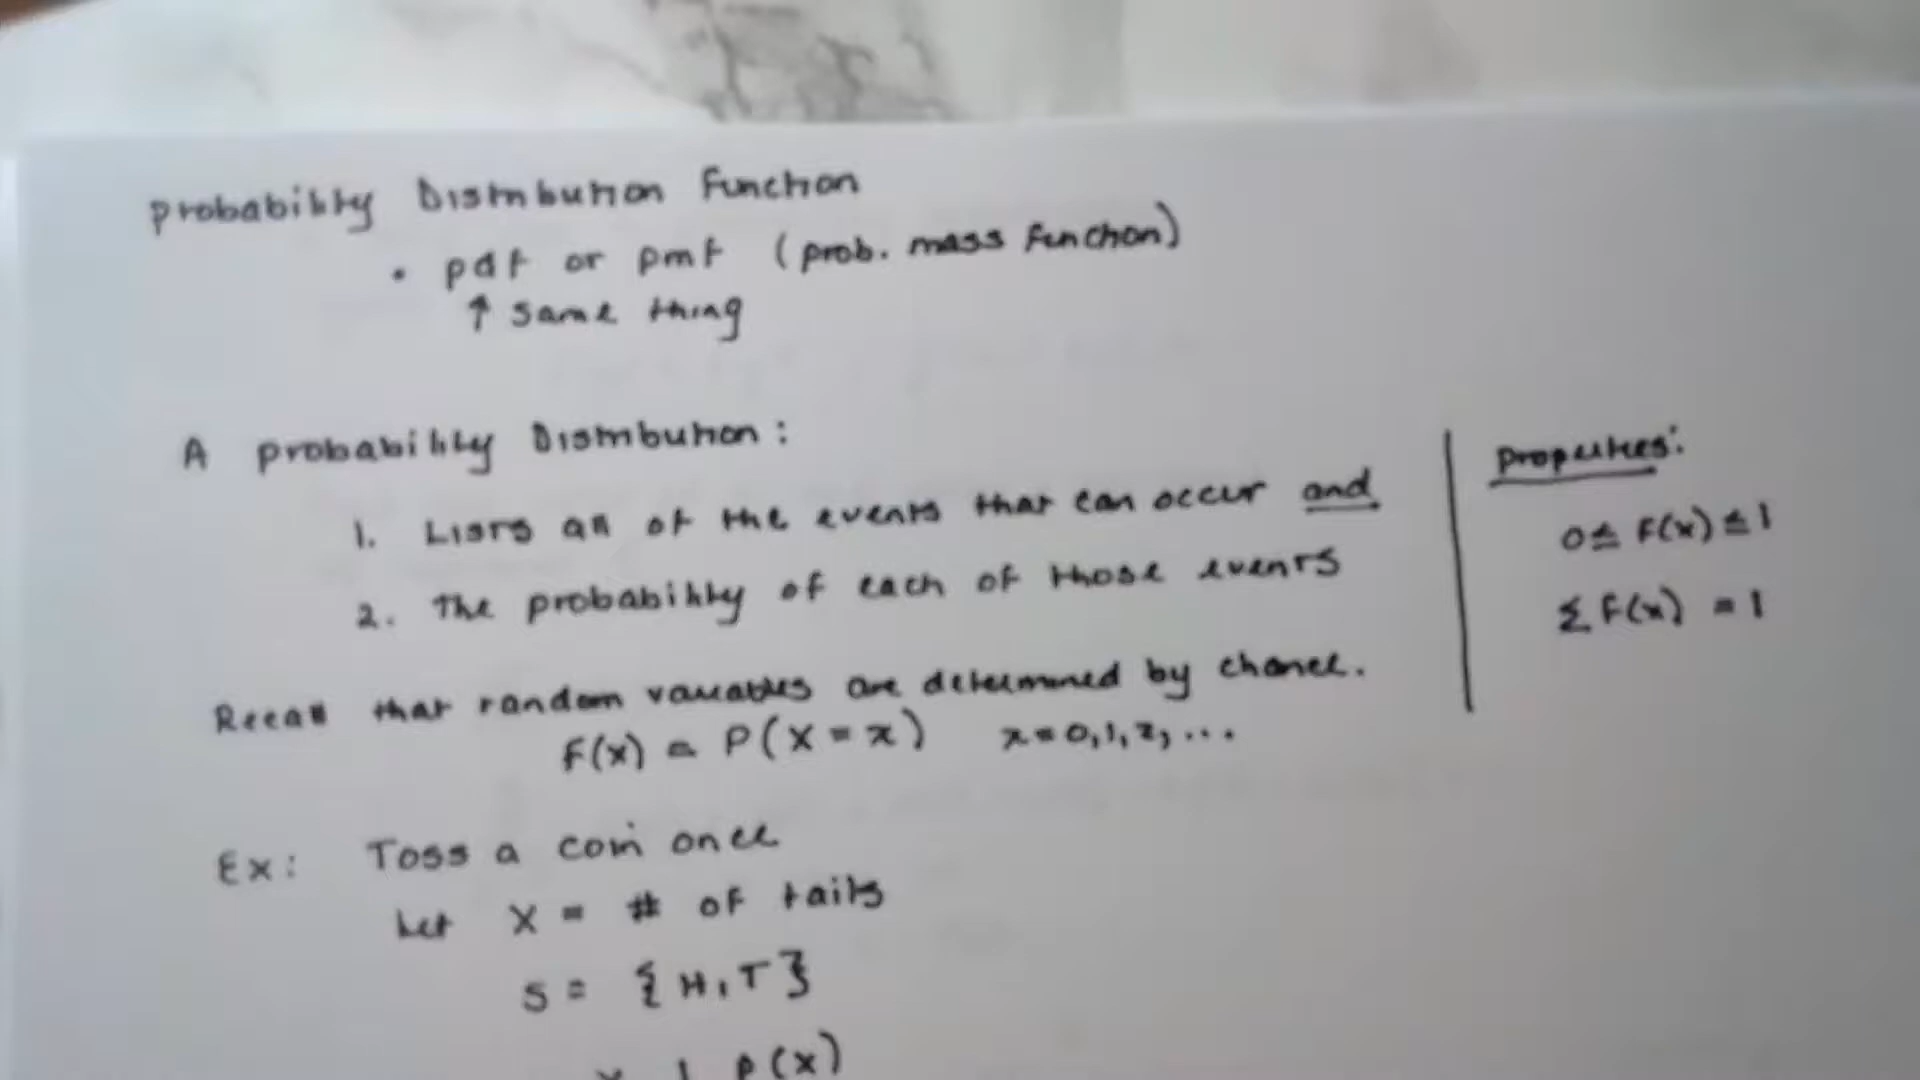 Probability Distribution Function
• pdf or pmf (prob. mass function)
↑ same thing
A probability Distribution:
1. Lists all of the events that can occur and
2. The probability of each of those events
Properties:
0 ≤ F(x) ≤ 1
Σ F(x) = 1
Recall that random variables are determined by chance.
F(x) = P(X = x) x = 0, 1, 2, ...
Ex: Toss a coin once
Let X = # of tails
S = {H, T}
x | P(x)